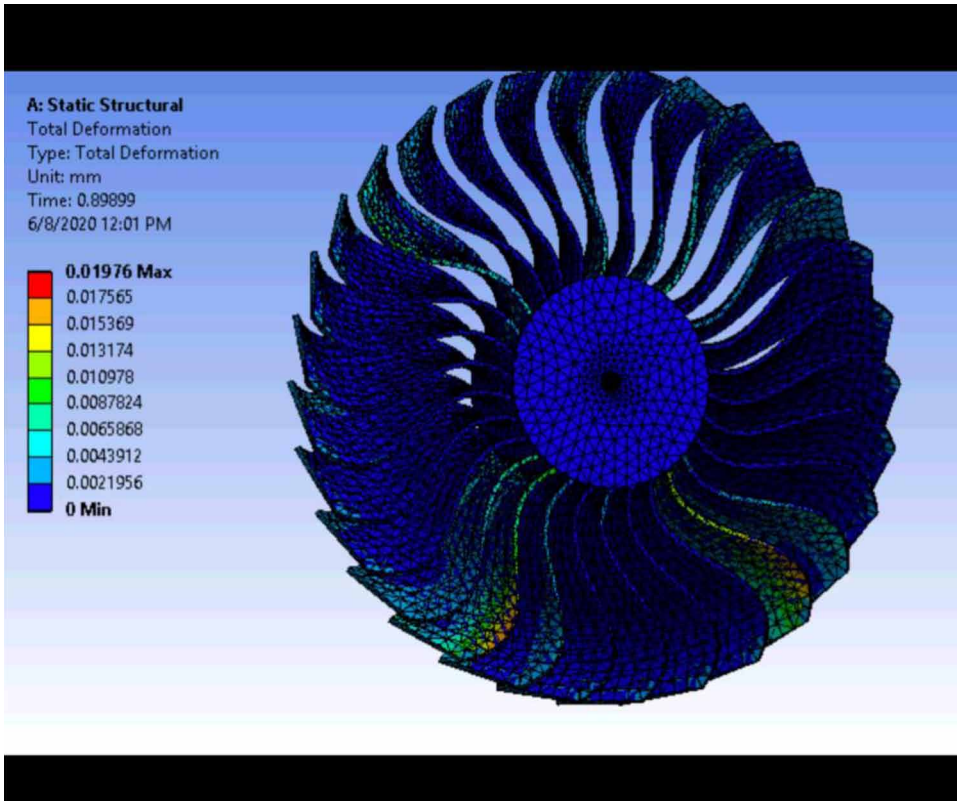 A: Static Structural
Total Deformation
Type: Total Deformation
Unit: mm
Time: 0.89899
6/8/2020 12:01 PM
0.01976 Max
0.017565
0.015369
0.013174
0.010978
0.0087824
0.0065868
0.0043912
0.0021956
0 Min